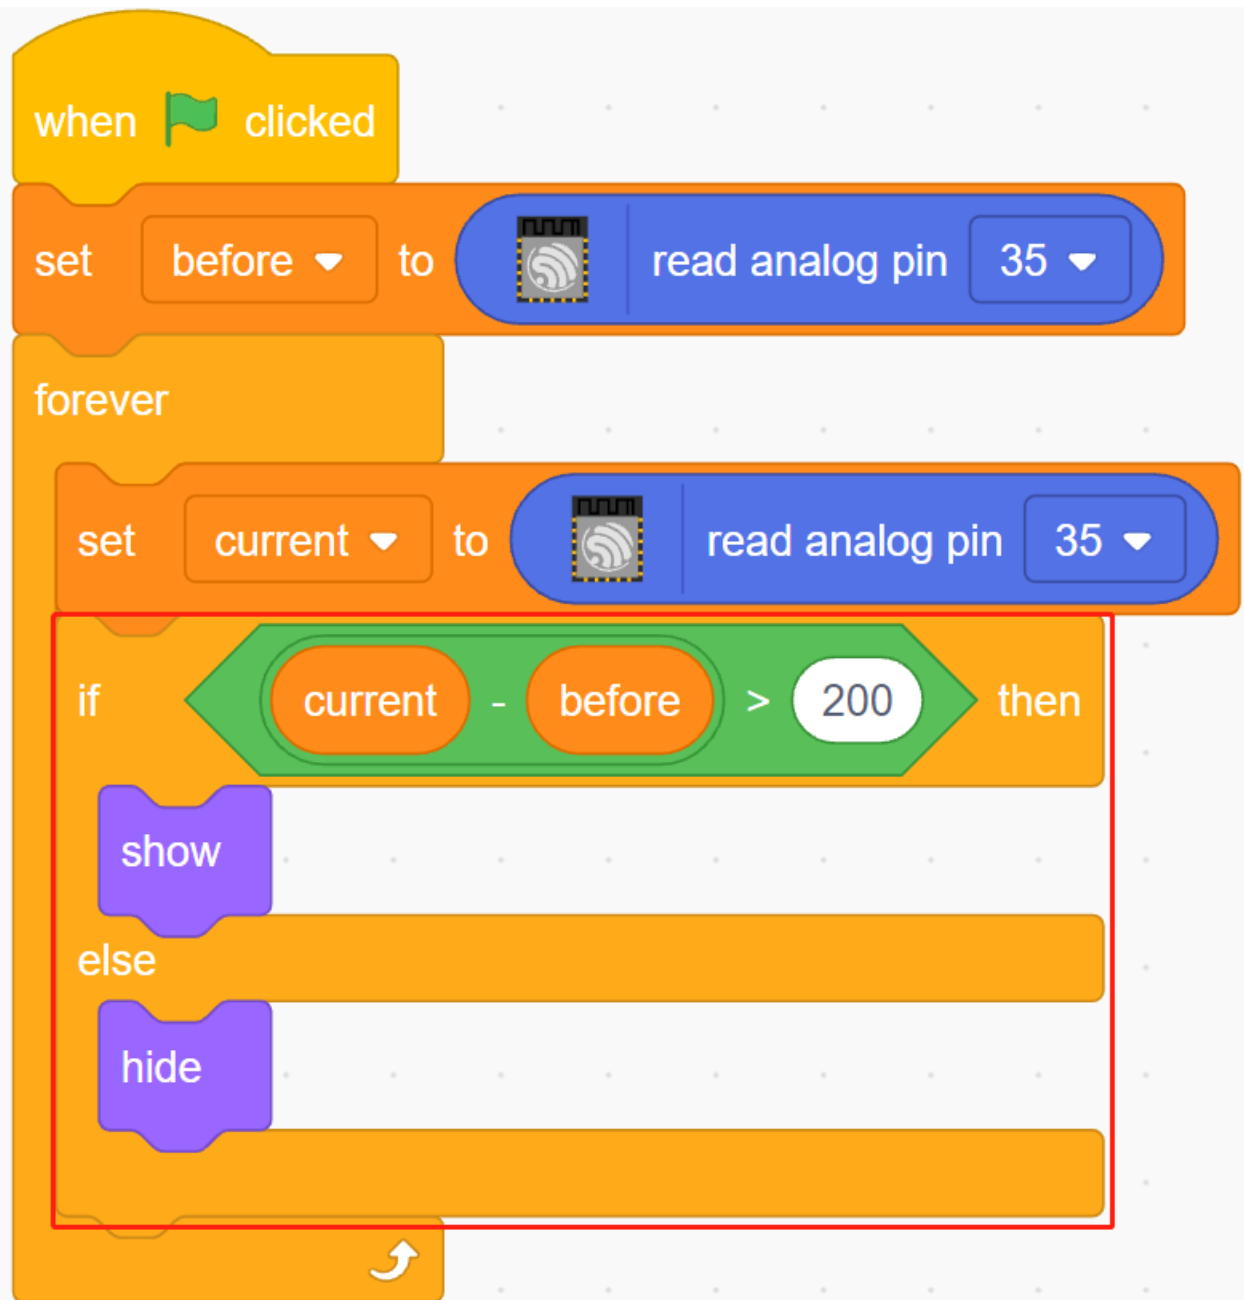 when clicked
set before to read analog pin 35
forever
set current to read analog pin 35
if current - before > 200 then
show
else
hide